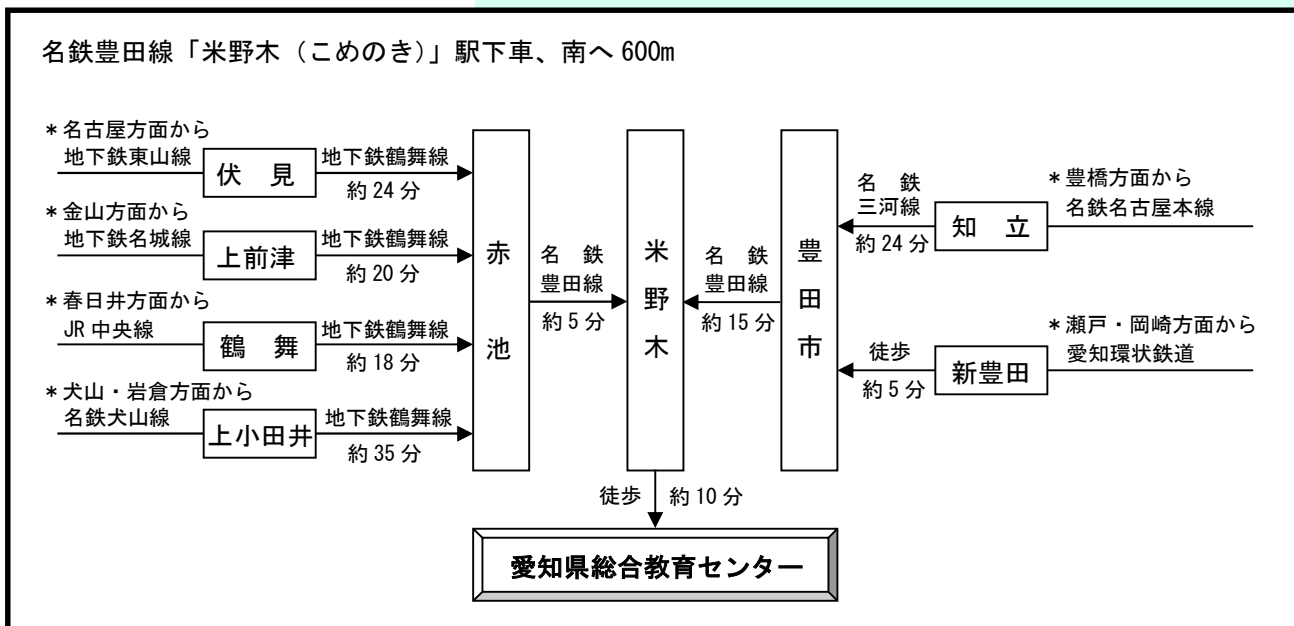 名鉄豊田線「米野木（こめのき）」駅下車、南へ 600m
＊名古屋方面から
地下鉄東山線
伏 見
地下鉄鶴舞線
約 24 分
＊金山方面から
地下鉄名城線
上前津
地下鉄鶴舞線
約 20 分
＊春日井方面から
JR 中央線
鶴 舞
地下鉄鶴舞線
約 18 分
＊犬山・岩倉方面から
名鉄犬山線
上小田井
地下鉄鶴舞線
約 35 分
赤池
名 鉄
豊田線
約 5 分
米野木
名 鉄
豊田線
約 15 分
豊田市
名 鉄
三河線
約 24 分
知 立
＊豊橋方面から
名鉄名古屋本線
徒歩
約 5 分
新豊田
＊瀬戸・岡崎方面から
愛知環状鉄道
徒歩 約 10 分
愛知県総合教育センター